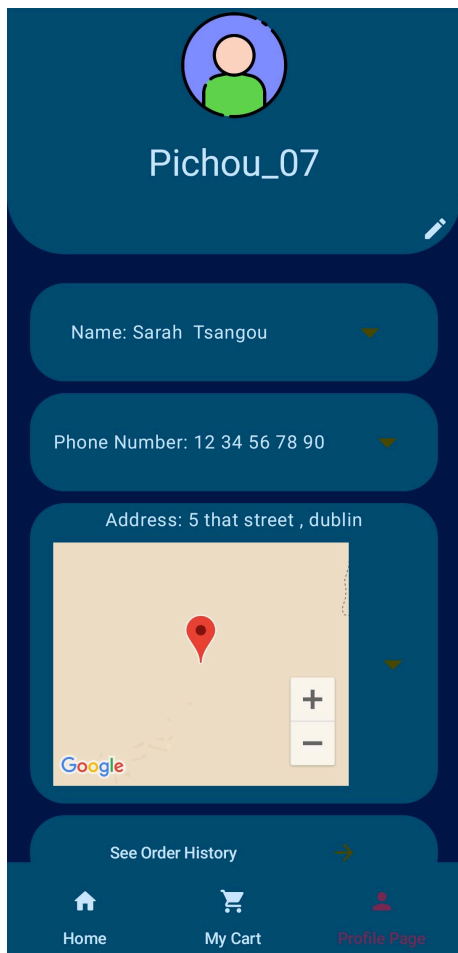 Pichou_07
Name: Sarah  Tsangou
Phone Number: 12 34 56 78 90
Address: 5 that street , dublin
Google
See Order History
Home
My Cart
Profile Page